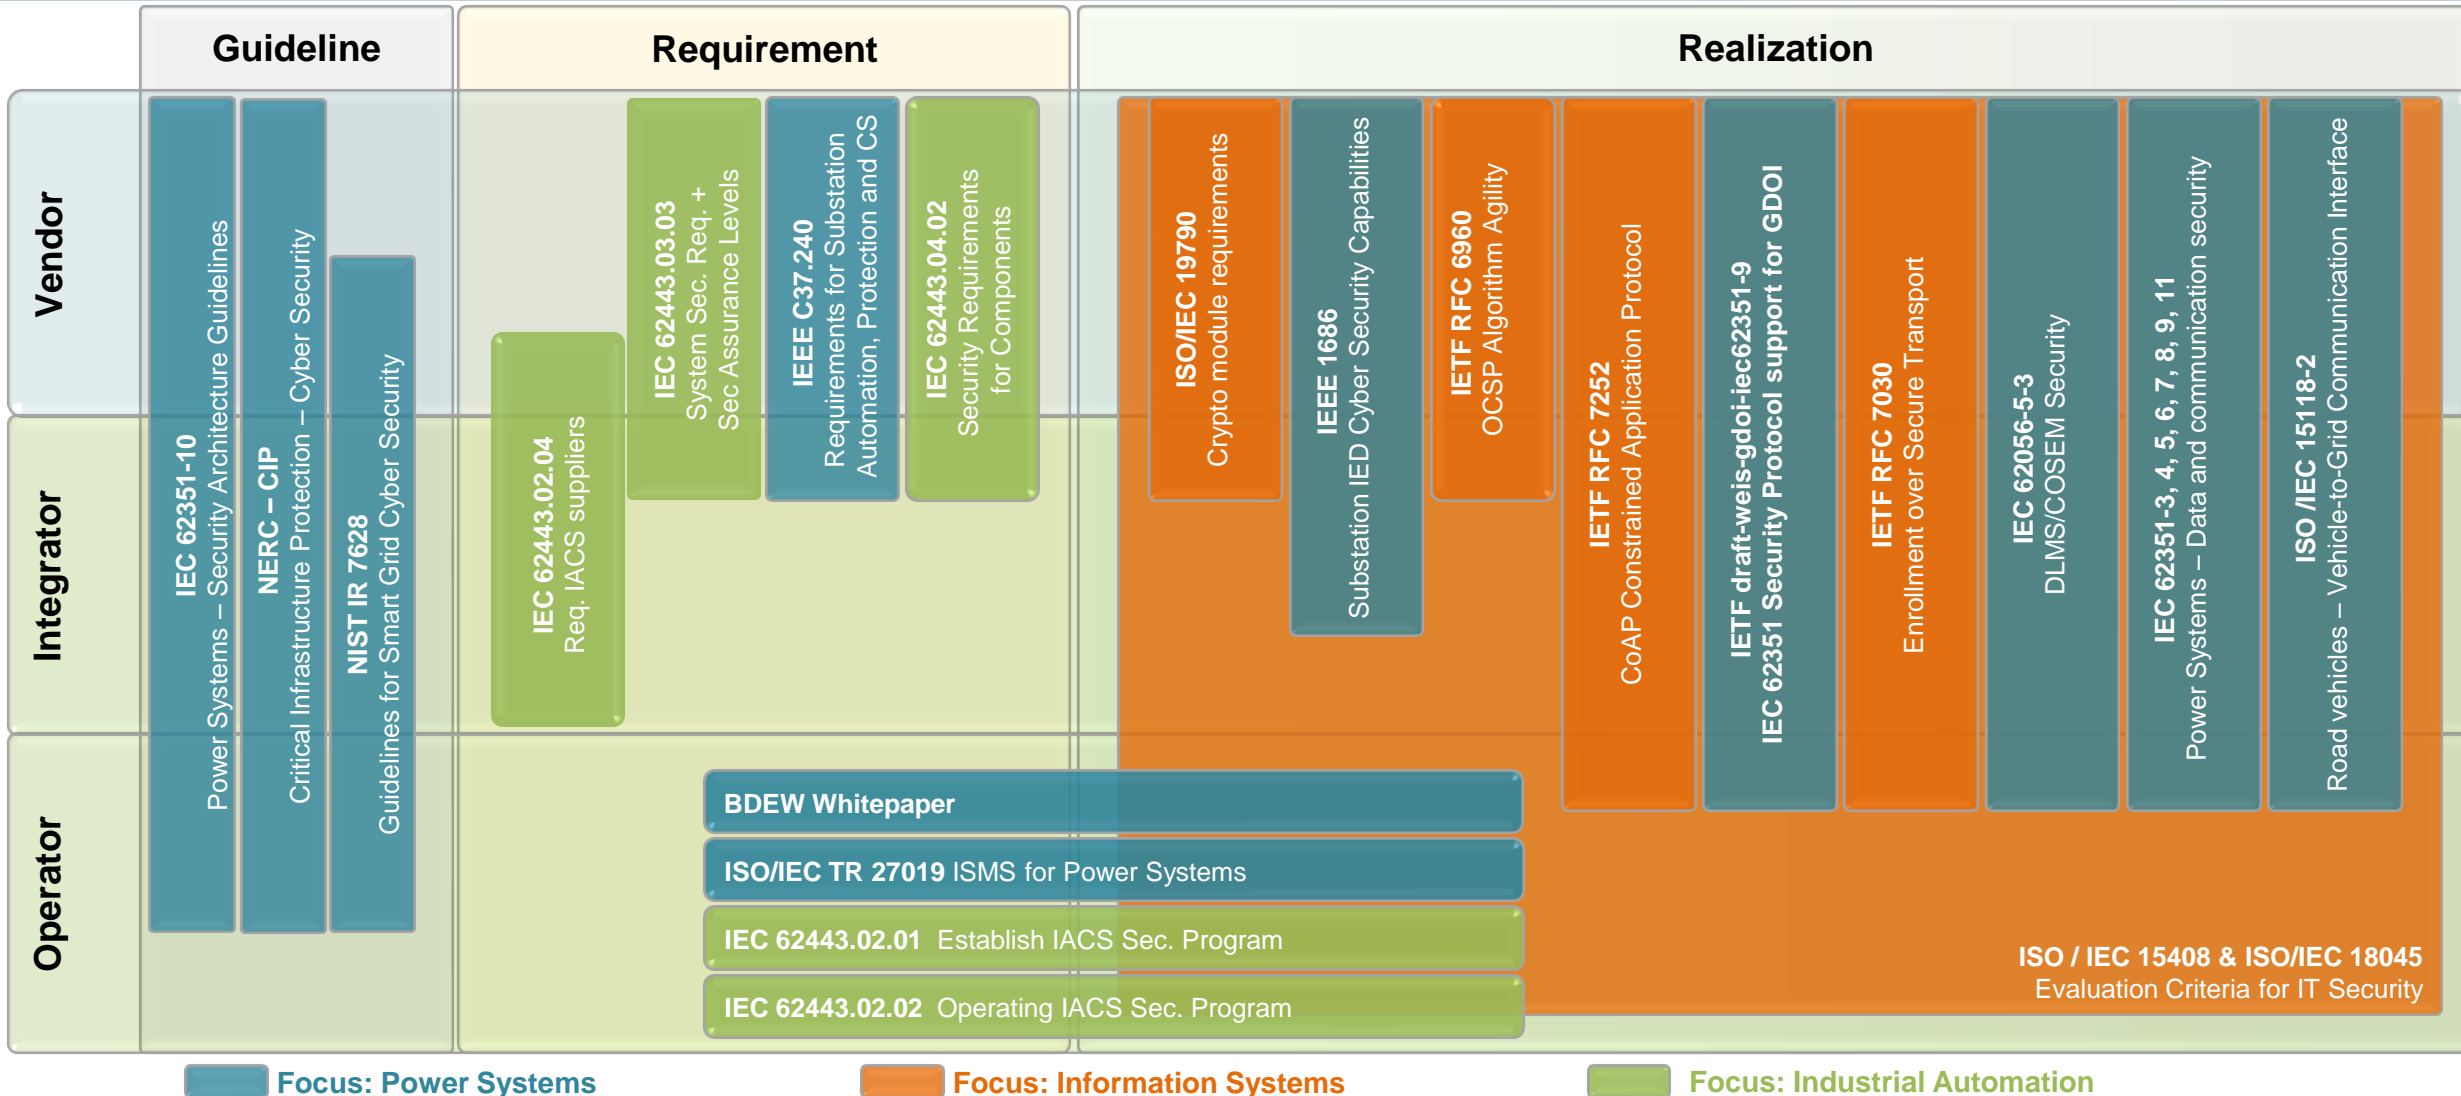 Guideline
Requirement
Realization
Vendor
Integrator
Operator
IEC 62351-10
Power Systems – Security Architecture Guidelines
NERC – CIP
Critical Infrastructure Protection – Cyber Security
NIST IR 7628
Guidelines for Smart Grid Cyber Security
IEC 62443.02.04
Req. IACS suppliers
IEC 62443.03.03
System Sec. Req. +
Sec Assurance Levels
IEEE C37.240
Requirements for Substation
Automation, Protection and CS
IEC 62443.04.02
Security Requirements
for Components
ISO/IEC 19790
Crypto module requirements
IEEE 1686
Substation IED Cyber Security Capabilities
IETF RFC 6960
OCSP Algorithm Agility
IETF RFC 7252
CoAP Constrained Application Protocol
IETF draft-weis-gdoi-iec62351-9
IEC 62351 Security Protocol support for GDOI
IETF RFC 7030
Enrollment over Secure Transport
IEC 62056-5-3
DLMS/COSEM Security
IEC 62351-3, 4, 5, 6, 7, 8, 9, 11
Power Systems – Data and communication security
ISO /IEC 15118-2
Road vehicles – Vehicle-to-Grid Communication Interface
BDEW Whitepaper
ISO/IEC TR 27019 ISMS for Power Systems
IEC 62443.02.01 Establish IACS Sec. Program
IEC 62443.02.02 Operating IACS Sec. Program
ISO / IEC 15408 & ISO/IEC 18045
Evaluation Criteria for IT Security
Focus: Power Systems
Focus: Information Systems
Focus: Industrial Automation